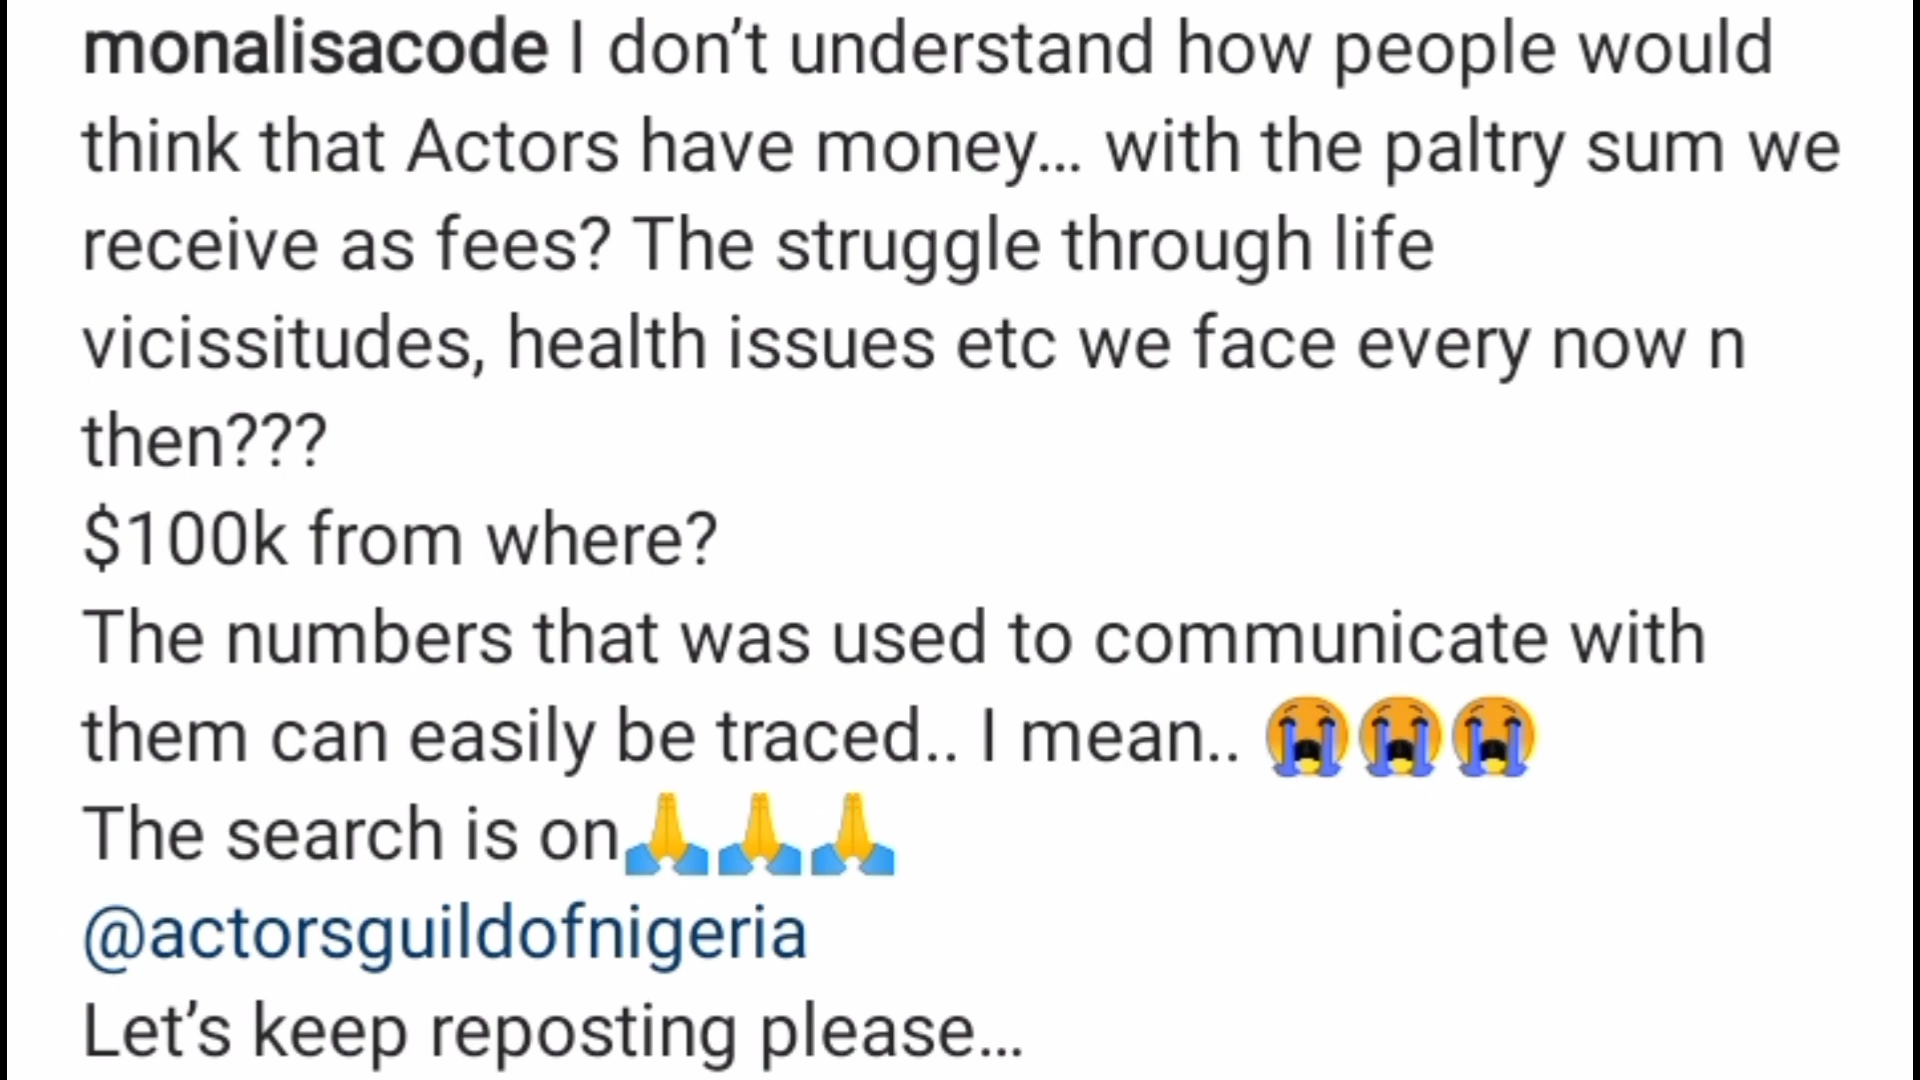 monalisacode I don’t understand how people would
think that Actors have money… with the paltry sum we
receive as fees? The struggle through life
vicissitudes, health issues etc we face every now n
then???
$100k from where?
The numbers that was used to communicate with
them can easily be traced.. I mean.. 😭😭😭
The search is on🙏🙏🙏
@actorsguildofnigeria
Let’s keep reposting please…